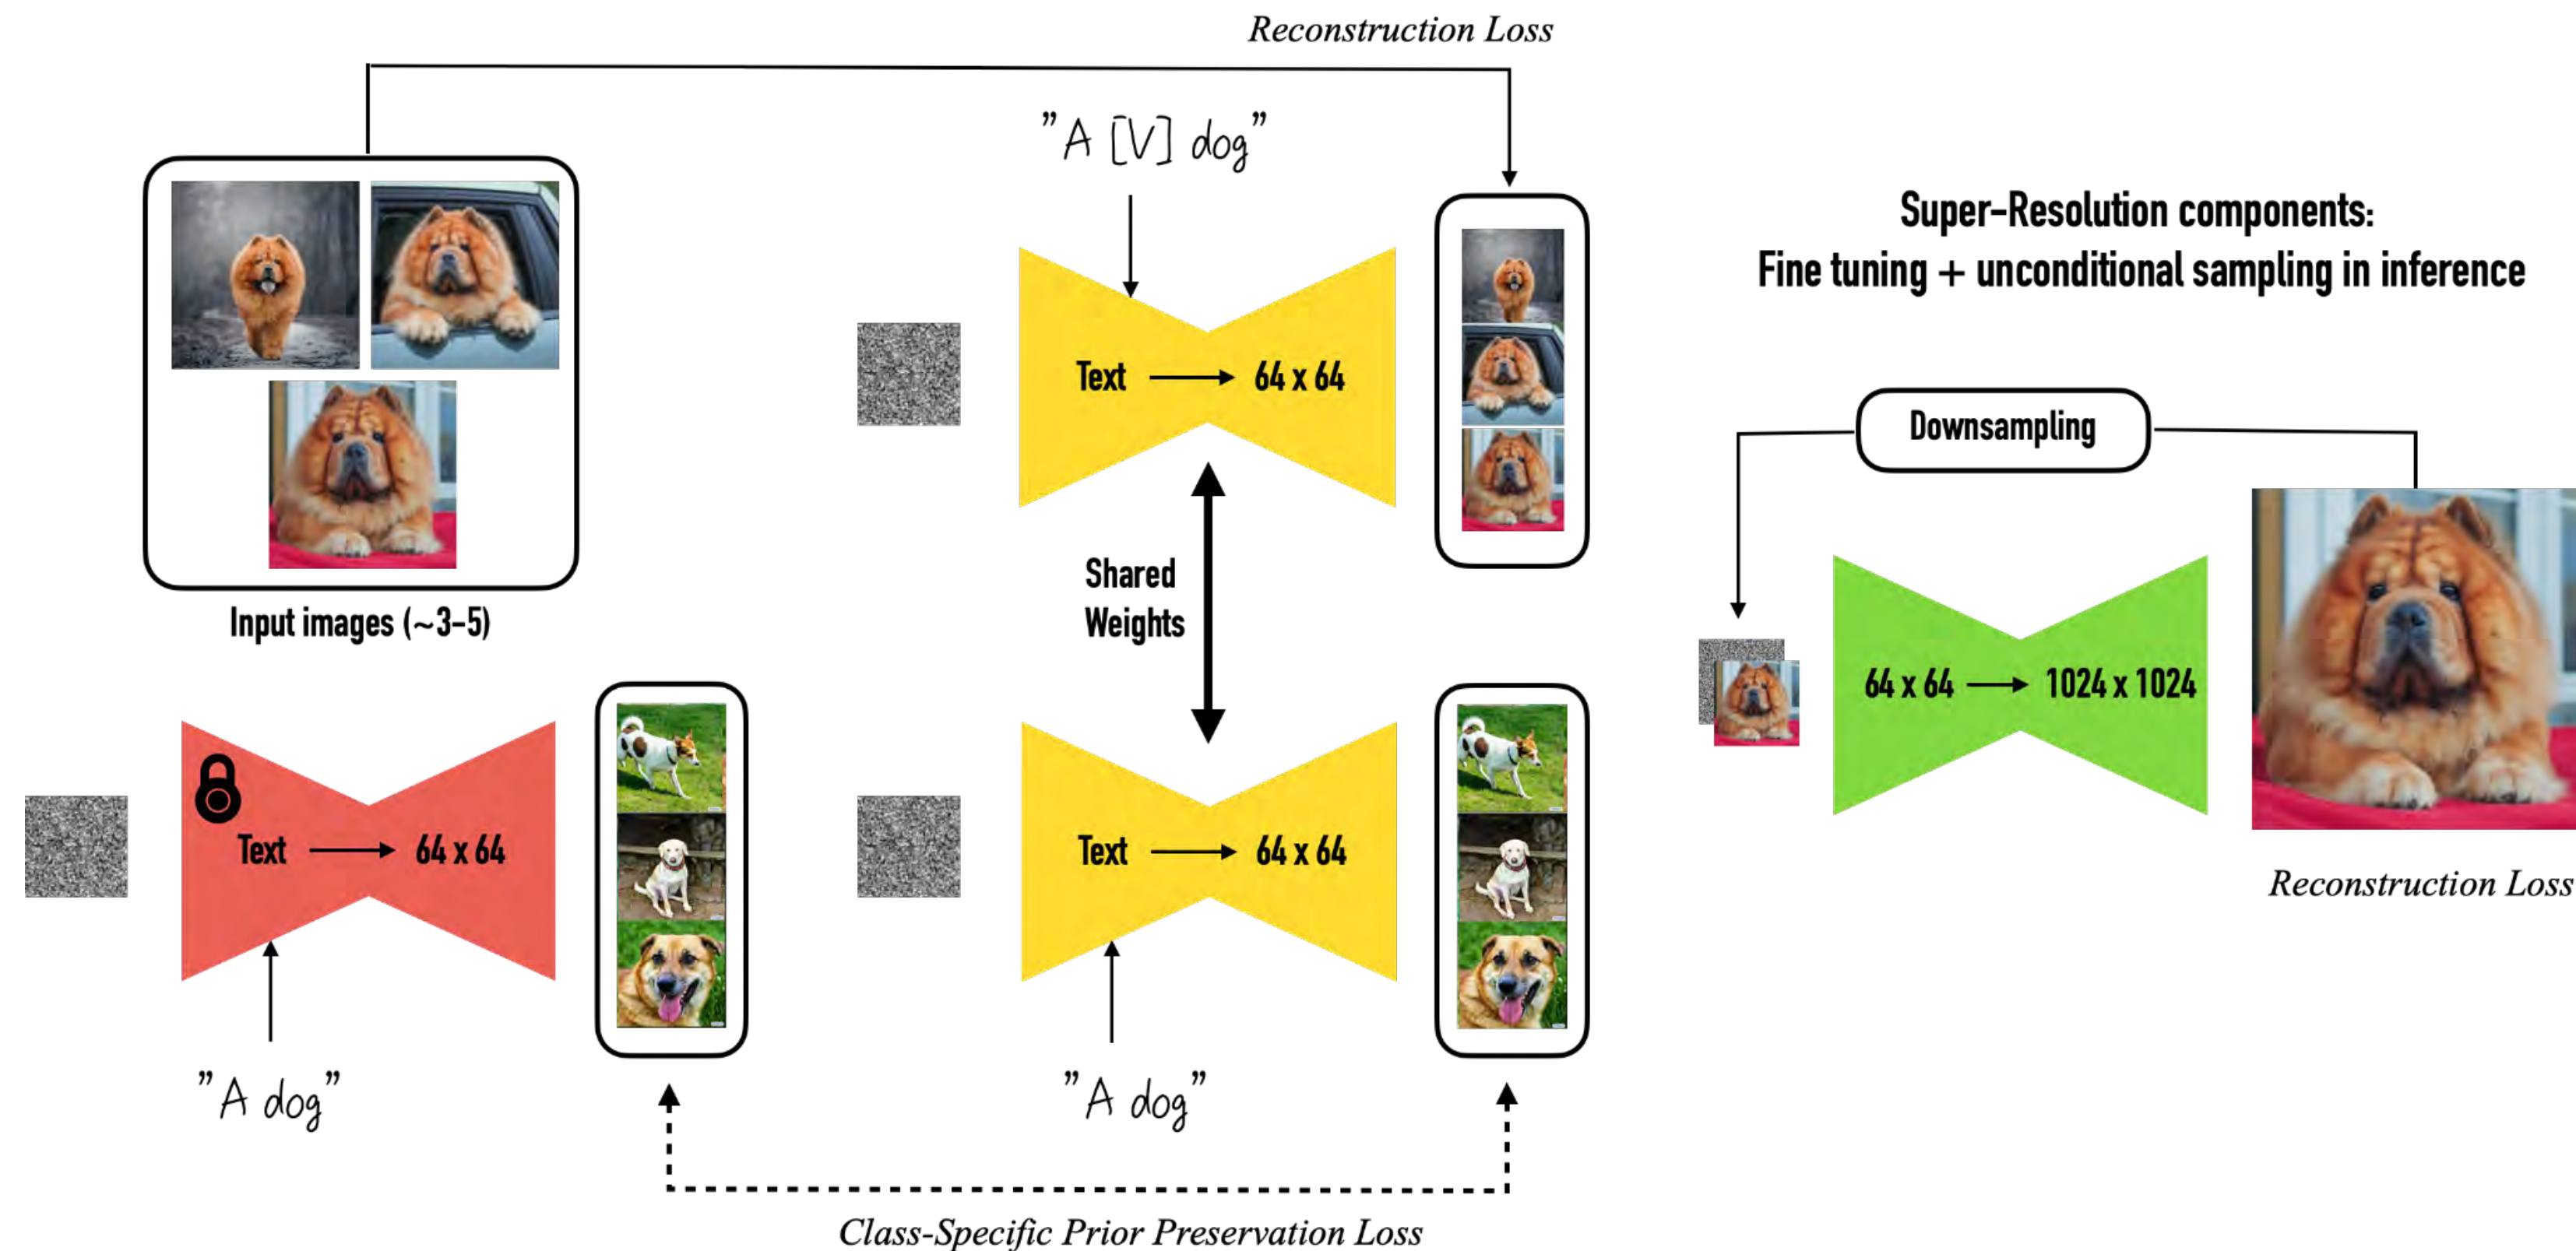 Reconstruction Loss
”A [V] dog”
Super-Resolution components:
Fine tuning + unconditional sampling in inference
Text → 64 x 64
Downsampling
Shared
Weights
Input images (~3-5)
64 x 64 → 1024 x 1024
Text → 64 x 64
Text → 64 x 64
Reconstruction Loss
”A dog”
”A dog”
Class-Specific Prior Preservation Loss